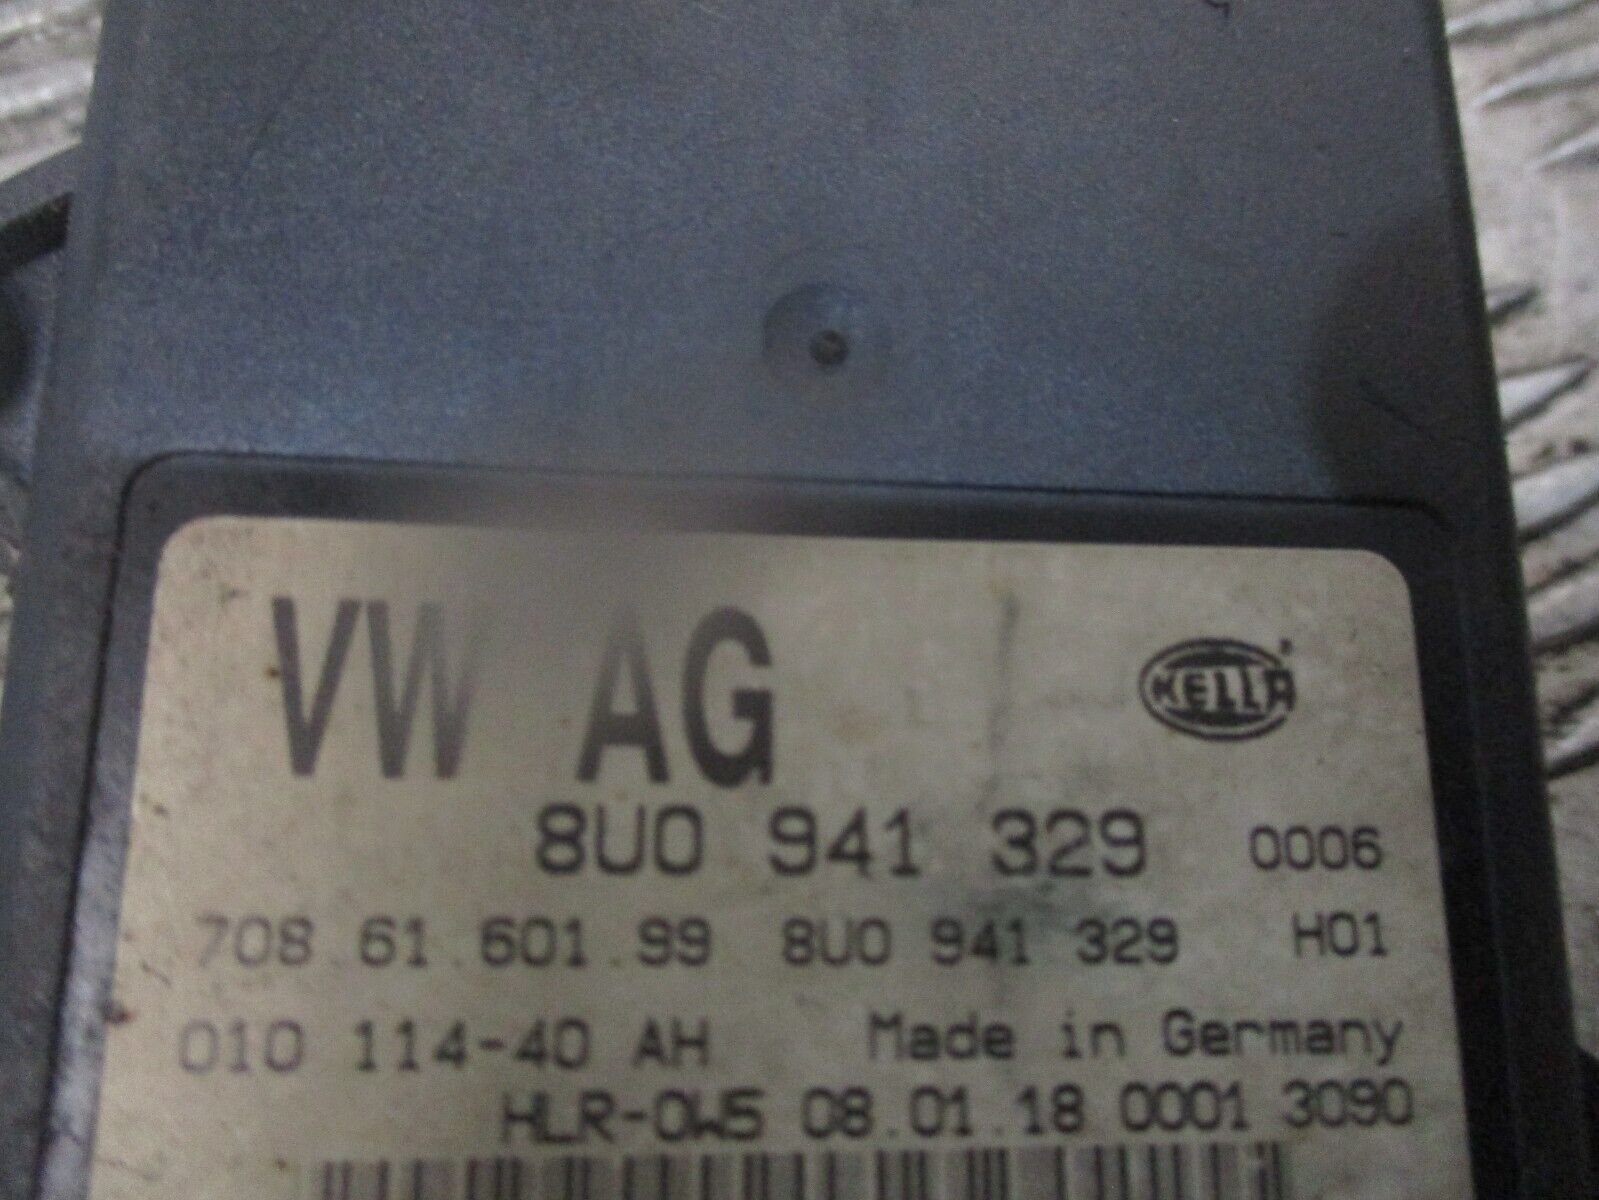 VW AG
HELLA
8U0 941 329 0006
708.61.601.99 8U0 941 329 H01
010 114-40 AH Made in Germany
HLR-0W5 08.01.18 0001 3090